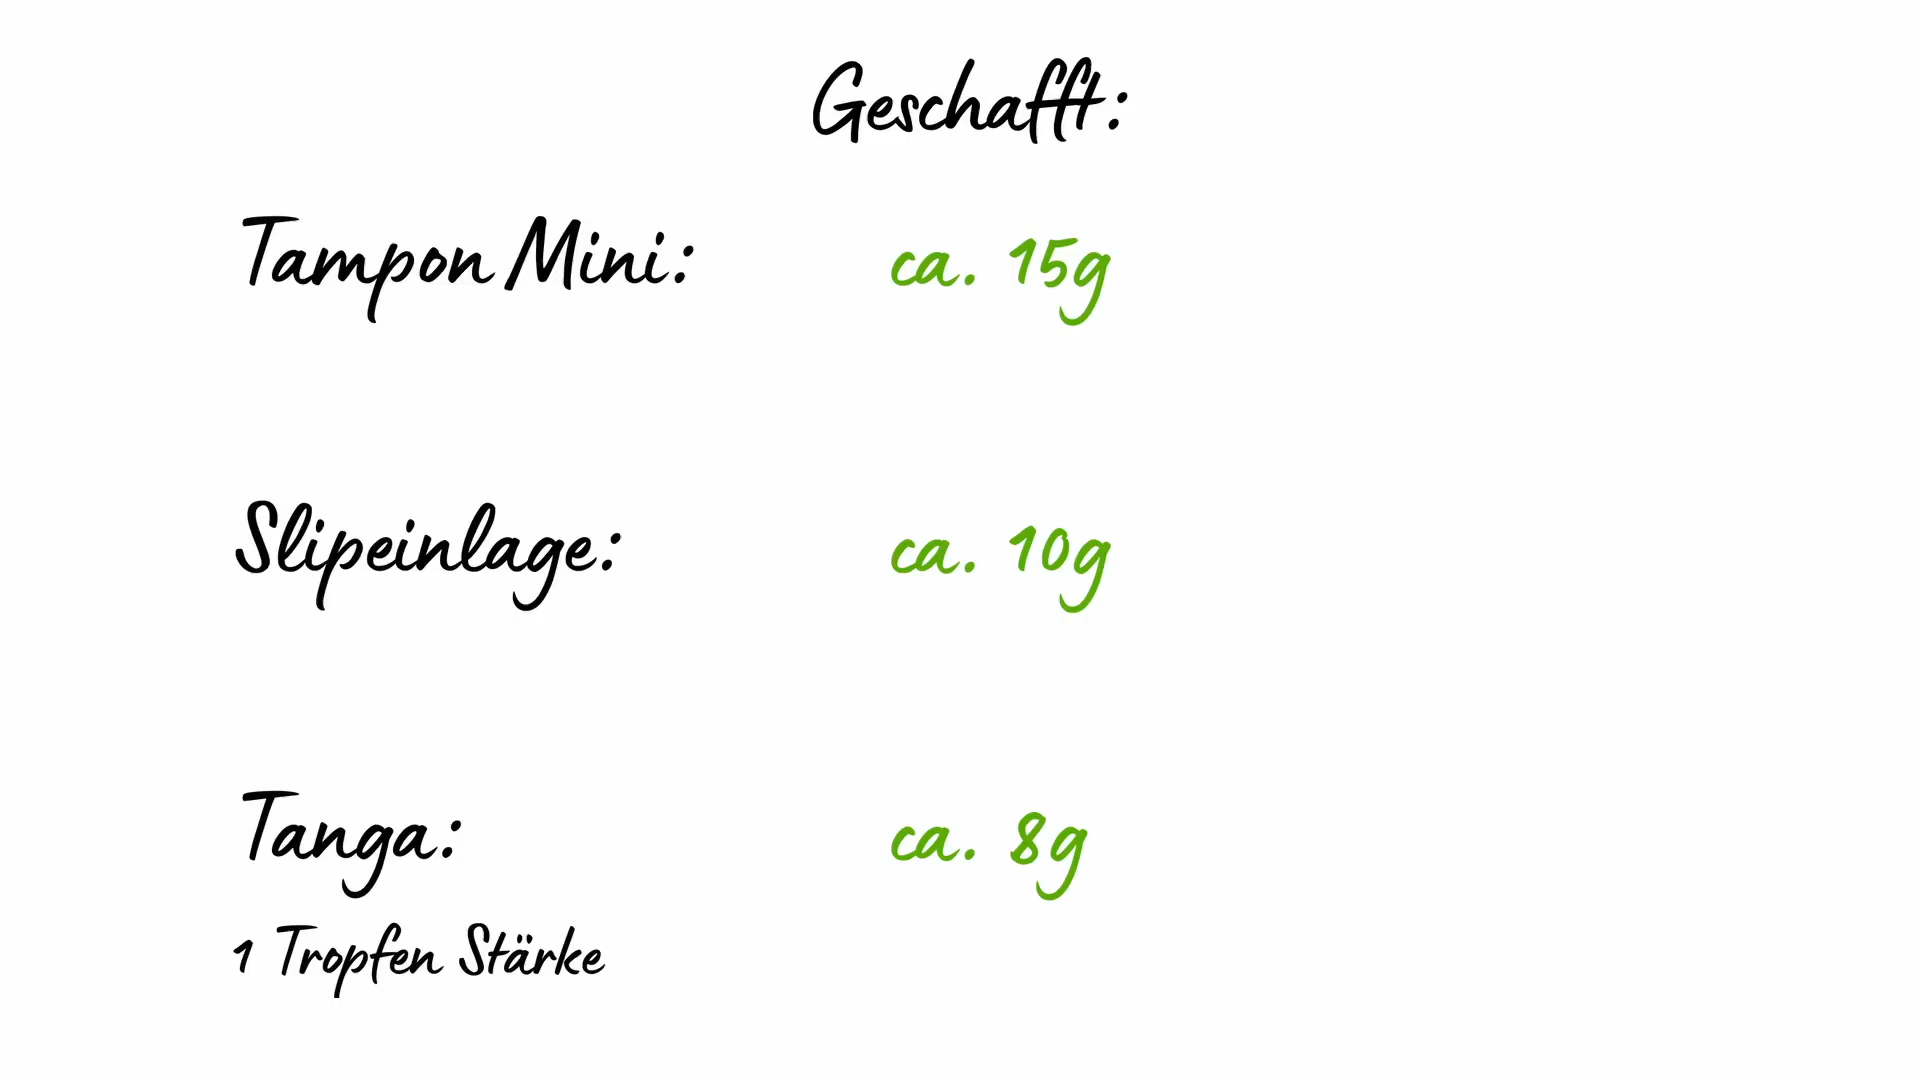 Geschafft:
Tampon Mini: ca. 15g
Slipeinlage: ca. 10g
Tanga: ca. 8g
1 Tropfen Stärke